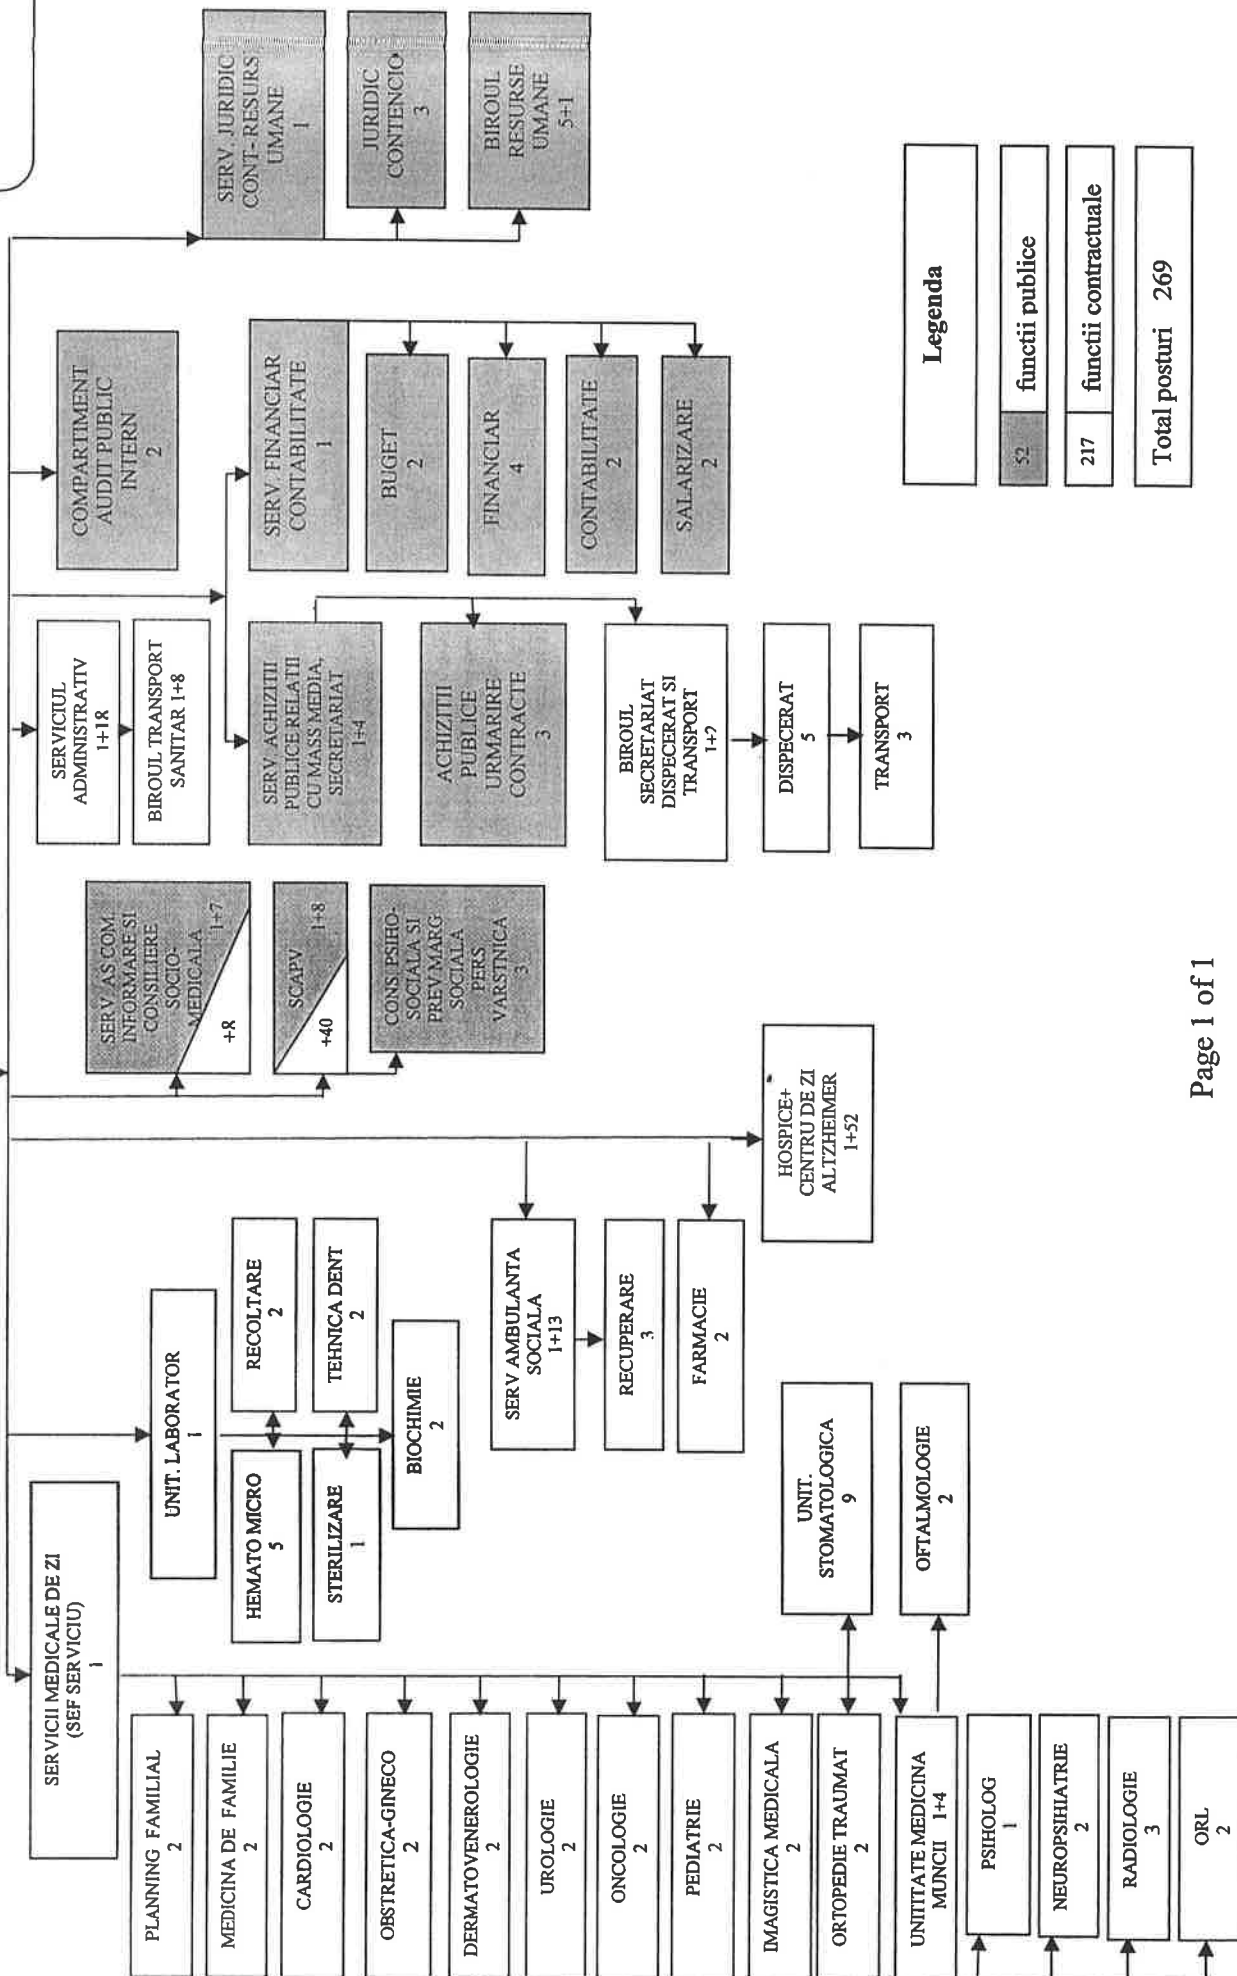 SERVICII MEDICALE DE ZI
(SEF SERVICIU)
1
PLANNING FAMILIAL
2
MEDICINA DE FAMILIE
2
CARDIOLOGIE
2
OBSTRETICA-GINECO
2
DERMATOVENEROLOGIE
2
UROLOGIE
2
ONCOLOGIE
2
PEDIATRIE
2
IMAGISTICA MEDICALA
2
ORTOPEDIE TRAUMAT
2
UNITITATE MEDICINA
MUNCII 1+4
PSIHOLOG
1
NEUROPSIHIATRIE
2
RADIOLOGIE
3
ORL
2
UNIT.
STOMATOLOGICA
9
OFTALMOLOGIE
2
UNIT. LABORATOR
1
HEMATO MICRO
5
RECOLTARE
2
STERILIZARE
1
TEHNICA DENT
2
BIOCHIMIE
2
SERV AMBULANTA
SOCIALA
1+13
RECUPERARE
3
FARMACIE
2
HOSPICE+
CENTRU DE ZI
ALTZHEIMER
1+52
SERV AS COM.
INFORMARE SI
CONSILIERE
SOCIO-
MEDICALA 1+7
+8
SCAPV 1+8
+40
CONS PSIHO-
SOCIALA SI
PREV MARG
SOCIALA
PERS
VARSTNICA
3
SERVICIUL
ADMINISTRATIV
1+18
BIROUL TRANSPORT
SANITAR 1+8
SERV ACHIZITII
PUBLICE RELATII
CU MASS MEDIA,
SECRETARIAT
1+4
ACHIZITII
PUBLICE
URMARIRE
CONTRACTE
3
BIROUL
SECRETARIAT
DISPECERAT SI
TRANSPORT
DISPECERAT
5
TRANSPORT
3
COMPARTIMENT
AUDIT PUBLIC
INTERN
2
SERV FINANCIAR
CONTABILITATE
1
BUGET
2
FINANCIAR
4
CONTABILITATE
2
SALARIZARE
2
SERV. JURIDIC
CONT- RESURS
UMANE
1
JURIDIC
CONTENCIO
3
BIROUL
RESURSE
UMANE
5+1
Legenda
52 functii publice
217 functii contractuale
Total posturi 269
Page 1 of 1